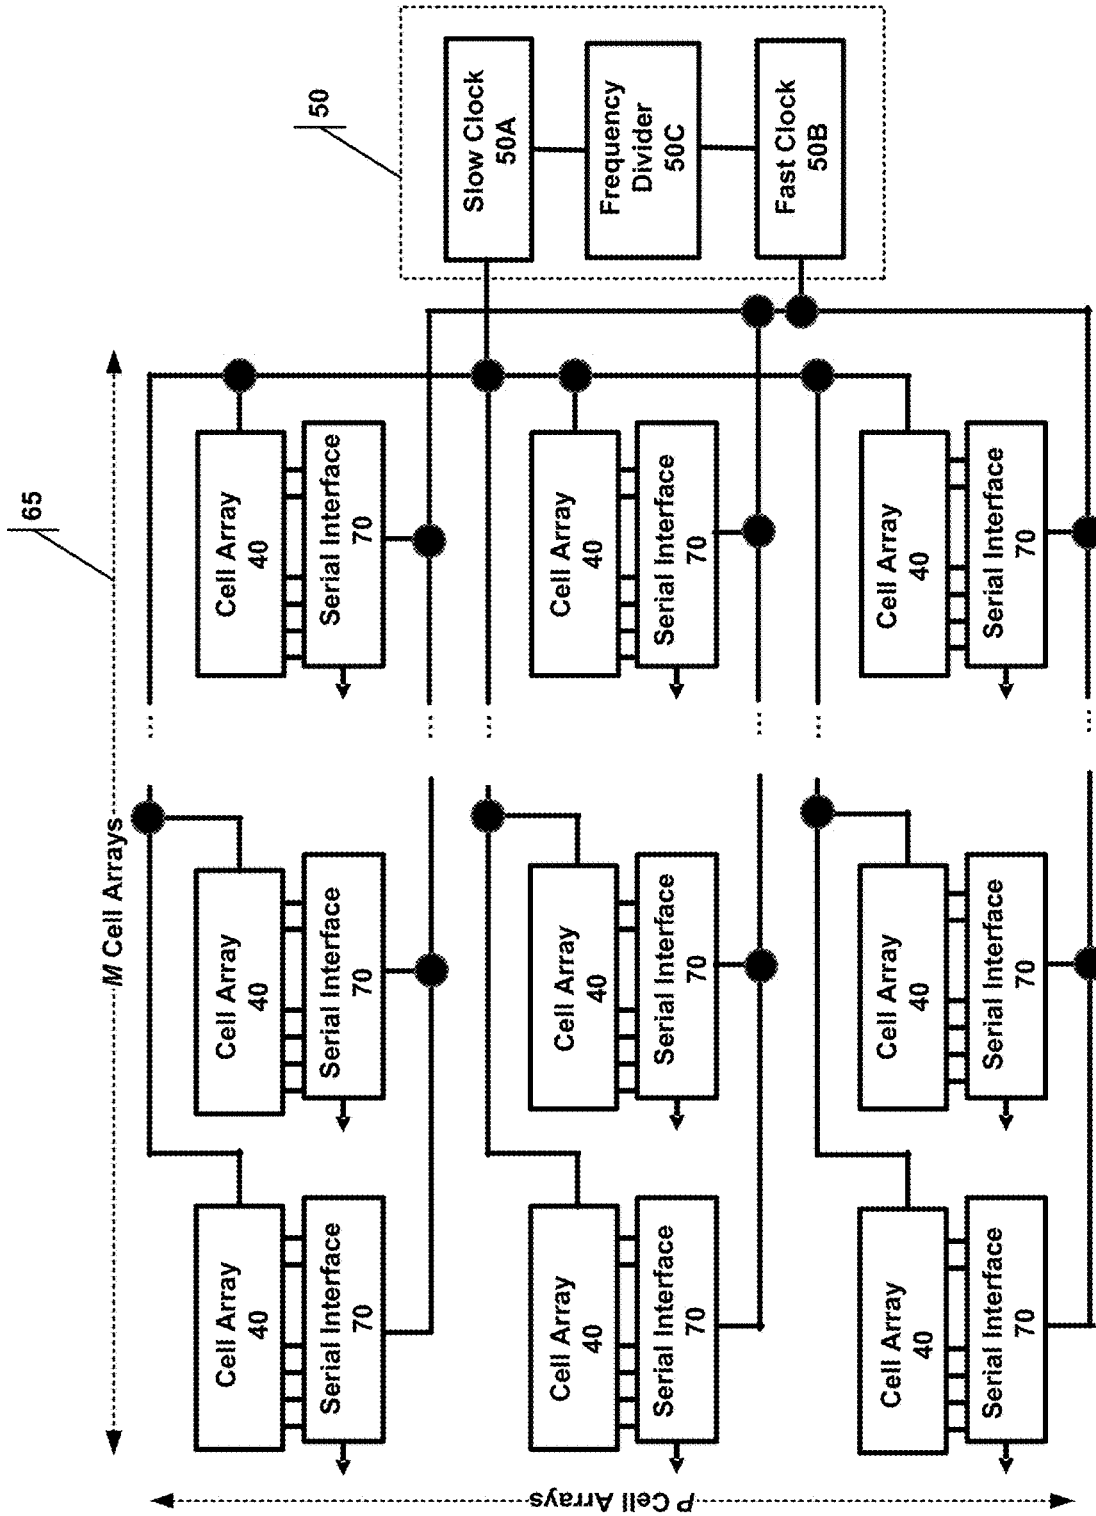 65
M Cell Arrays
P Cell Arrays
50
Slow Clock
50A
Frequency
Divider
50C
Fast Clock
50B
Cell Array
40
Serial Interface
70
...
...
Cell Array
40
Serial Interface
70
Cell Array
40
Serial Interface
70
Cell Array
40
Serial Interface
70
...
...
Cell Array
40
Serial Interface
70
Cell Array
40
Serial Interface
70
Cell Array
40
Serial Interface
70
...
...
Cell Array
40
Serial Interface
70
Cell Array
40
Serial Interface
70